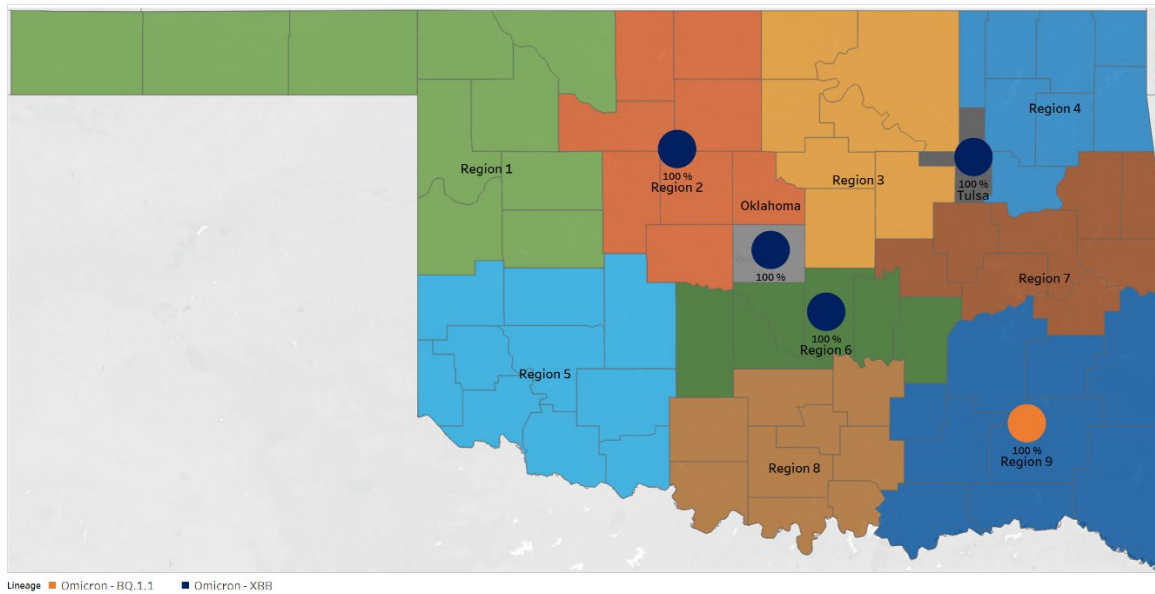 Region 4
Region 1
100 %
Region 2
Region 3
100 %
Tulsa
Oklahoma
100 %
Region 7
100 %
Region 6
Region 5
100 %
Region 9
Region 8
Lineage Omicron - BQ.1.1 Omicron - XBB